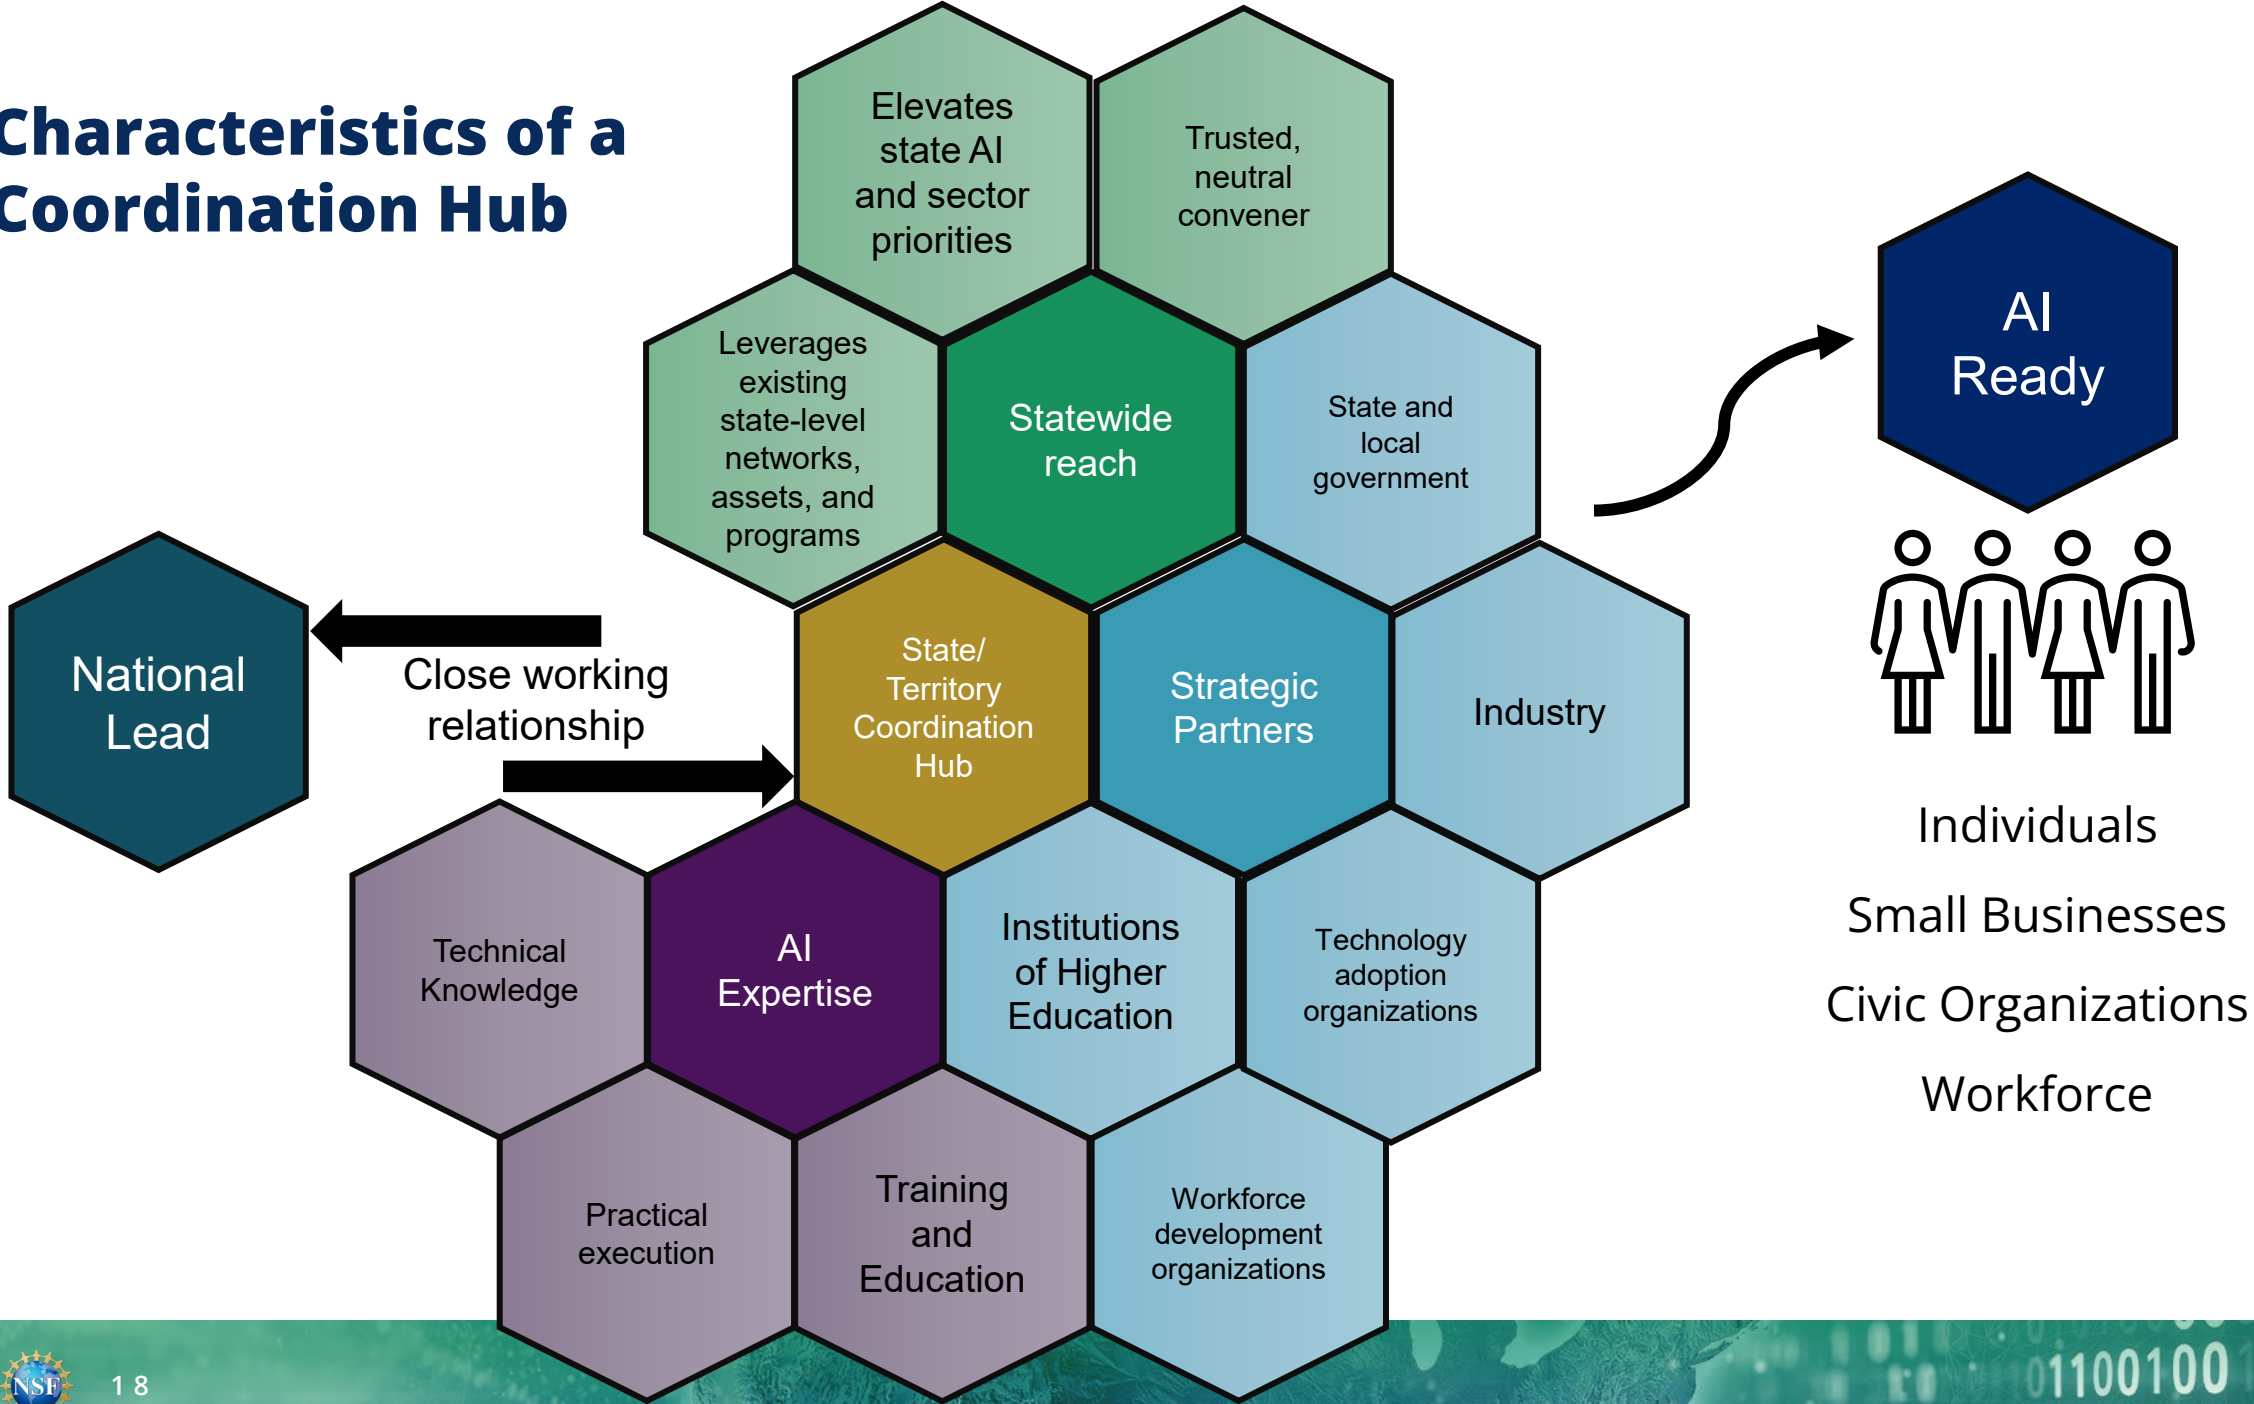 Characteristics of a
Coordination Hub
Elevates
state AI
and sector
priorities
Trusted,
neutral
convener
Leverages
existing
state-level
networks,
assets, and
programs
Statewide
reach
State and
local
government
AI
Ready
National
Lead
Close working
relationship
State/
Territory
Coordination
Hub
Strategic
Partners
Industry
Individuals
Small Businesses
Civic Organizations
Workforce
Technical
Knowledge
AI
Expertise
Institutions
of Higher
Education
Technology
adoption
organizations
Practical
execution
Training
and
Education
Workforce
development
organizations
NSF
18
01100100